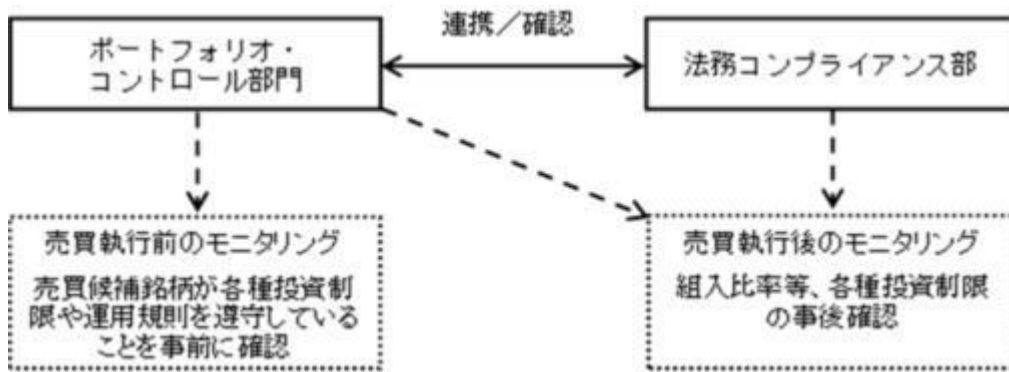 連携／確認
ポートフォリオ・
コントロール部門
法務コンプライアンス部
売買執行前のモニタリング
売買候補銘柄が各種投資制
限や運用規則を遵守している
ことを事前に確認
売買執行後のモニタリング
組入比率等、各種投資制限
の事後確認